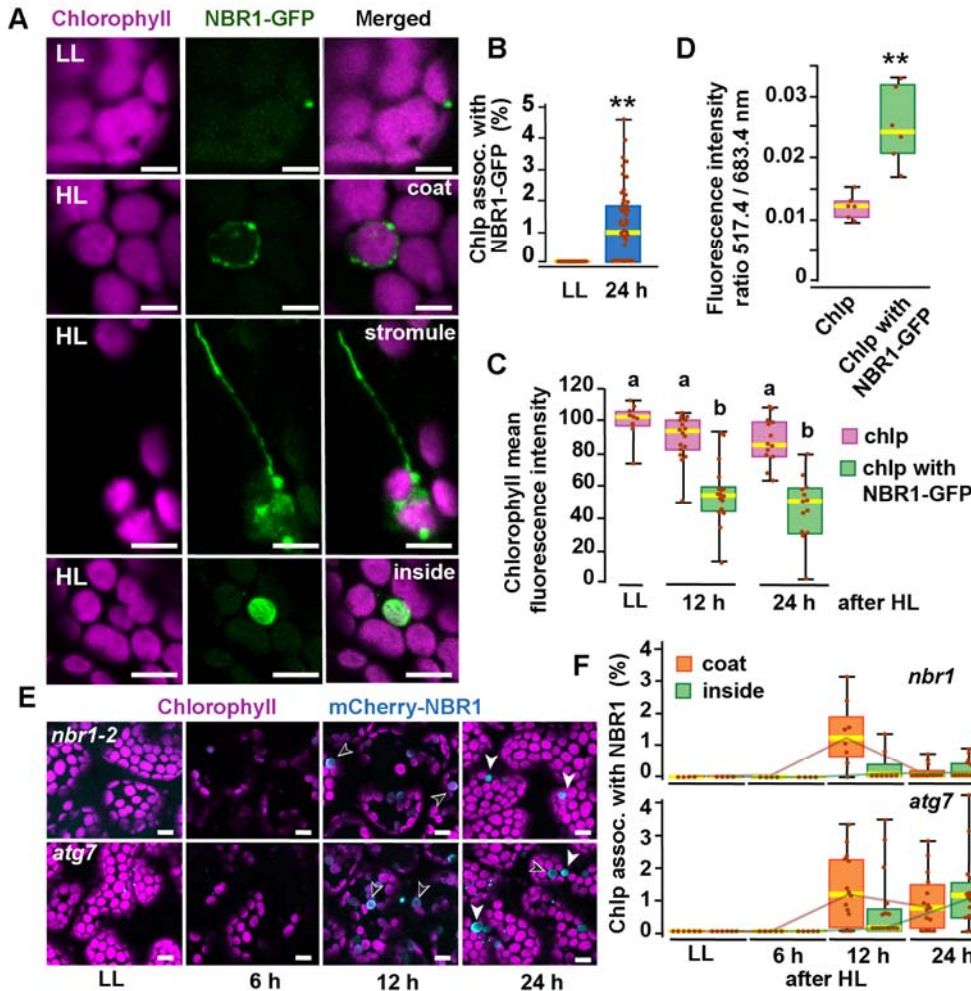 A
Chlorophyll NBR1-GFP Merged
LL
HL coat
HL stromule
HL inside
B
Chlp assoc. with
NBR1-GFP (%)
5
4
3
2
1
0
**
LL 24 h
D
Fluorescence intensity
ratio 517.4 / 683.4 nm
0.03
0.02
0.01
0
**
Chlp
Chlp with
NBR1-GFP
C
Chlorophyll mean
fluorescence intensity
120
100
80
60
40
20
0
a a b a b
LL 12 h 24 h after HL
chlp
chlp with
NBR1-GFP
E
Chlorophyll mCherry-NBR1
nbr1-2
atg7
LL 6 h 12 h 24 h
F
Chlp assoc. with NBR1 (%)
coat
inside
nbr1
4
3
2
1
0
atg7
4
3
2
1
0
LL 6 h 12 h 24 h
after HL